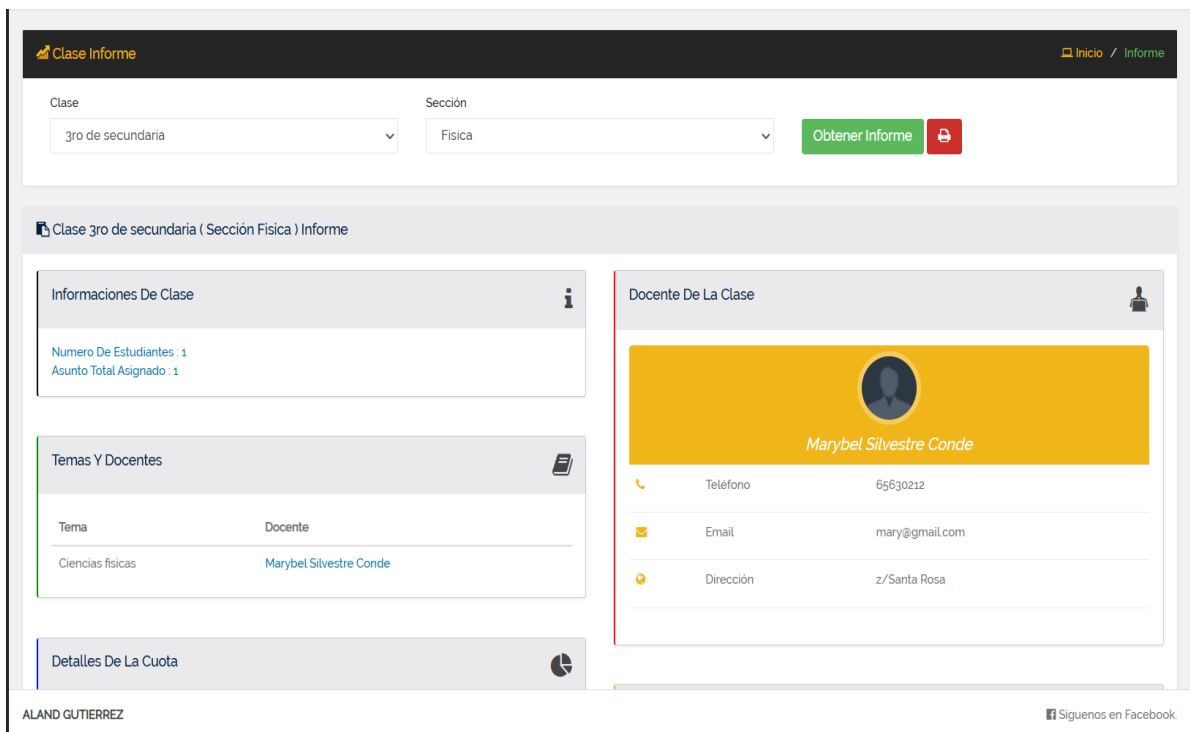 Clase Informe
Inicio / Informe
Clase
Sección
3ro de secundaria
Fisica
Obtener Informe
Clase 3ro de secundaria ( Sección Fisica ) Informe
Informaciones De Clase
Numero De Estudiantes : 1
Asunto Total Asignado : 1
Temas Y Docentes
Tema Docente
Ciencias fisicas Marybel Silvestre Conde
Detalles De La Cuota
Docente De La Clase
Marybel Silvestre Conde
Teléfono 65630212
Email mary@gmail.com
Dirección z/Santa Rosa
ALAND GUTIERREZ
Siguenos en Facebook.